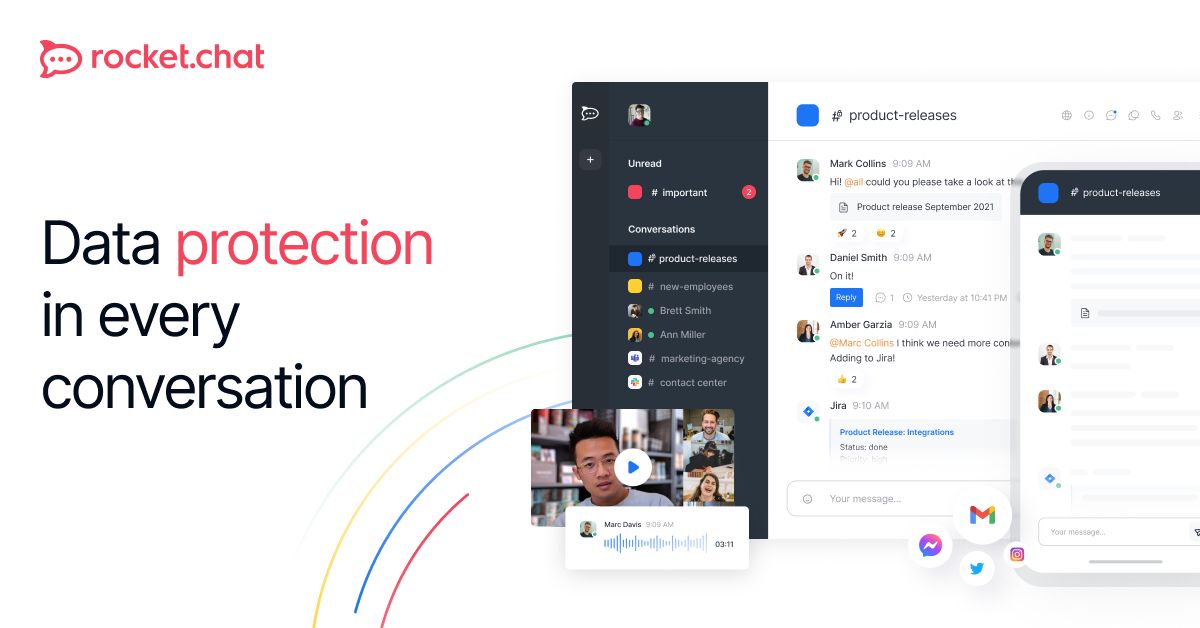 rocket.chat
Data protection
in every
conversation
Unread
# important 2
Conversations
# product-releases
# new-employees
Brett Smith
Ann Miller
# marketing-agency
# contact center
# product-releases
Mark Collins 9:09 AM
Hi! @all could you please take a look at
Product release September 2021
🚀 2 😊 2
Daniel Smith 9:09 AM
On it!
Reply 1 Yesterday at 10:41 PM
Amber Garzia 9:09 AM
@Marc Collins I think we need more
Adding to Jira!
👍 2
Jira 9:10 AM
Product Release: Integrations
Status: done
Priority: high
Your message...
Marc Davis 9:09 AM
03:11
# product-releases
Your message...